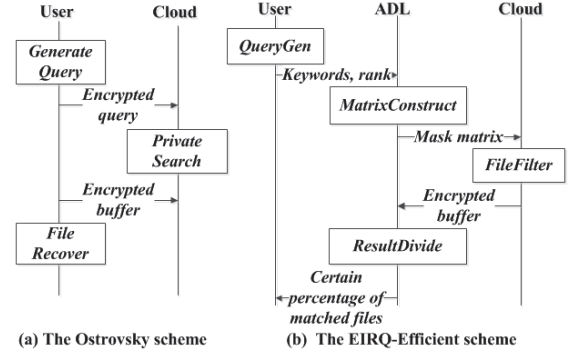 User
Cloud
Generate
Query
Encrypted
query
Private
Search
Encrypted
buffer
File
Recover
(a) The Ostrovsky scheme
User
ADL
Cloud
QueryGen
Keywords, rank
MatrixConstruct
Mask matrix
FileFilter
Encrypted
buffer
ResultDivide
Certain
percentage of
matched files
(b) The EIRQ-Efficient scheme